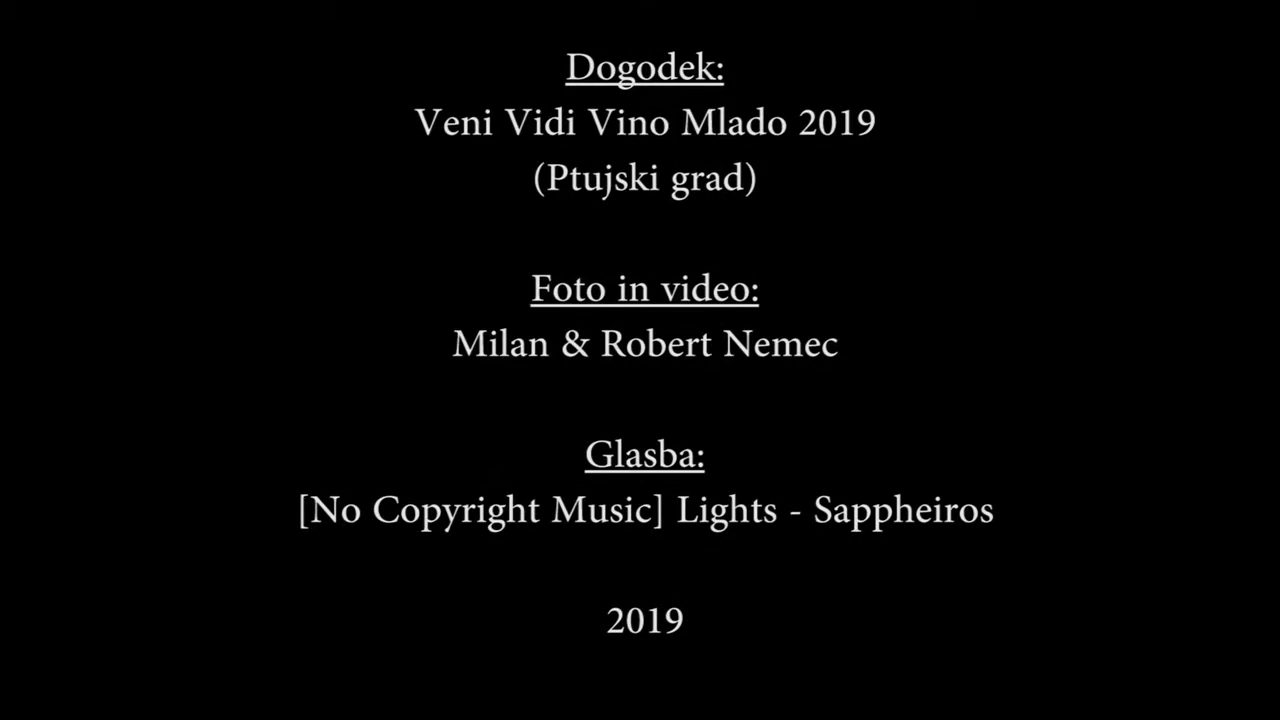 Dogodek:
Veni Vidi Vino Mlado 2019
(Ptujski grad)
Foto in video:
Milan & Robert Nemec
Glasba:
[No Copyright Music] Lights - Sappheiros
2019